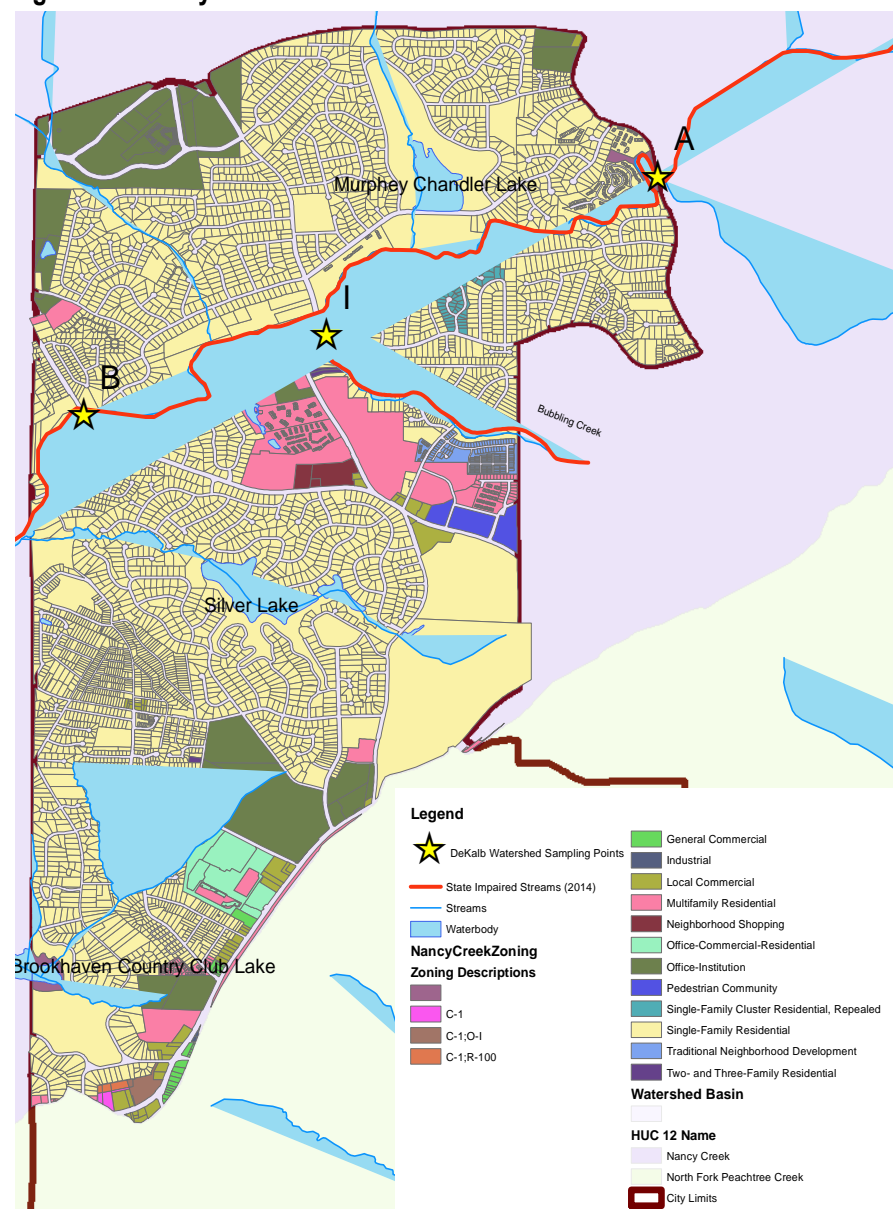 A
Murphey Chandler Lake
I
B
Bubbling Creek
Silver Lake
Brookhaven Country Club Lake
Legend
DeKalb Watershed Sampling Points
State Impaired Streams (2014)
Streams
Waterbody
NancyCreekZoning
Zoning Descriptions
C-1
C-1;O-I
C-1;R-100
General Commercial
Industrial
Local Commercial
Multifamily Residential
Neighborhood Shopping
Office-Commercial-Residential
Office-Institution
Pedestrian Community
Single-Family Cluster Residential, Repealed
Single-Family Residential
Traditional Neighborhood Development
Two- and Three-Family Residential
Watershed Basin
HUC 12 Name
Nancy Creek
North Fork Peachtree Creek
City Limits